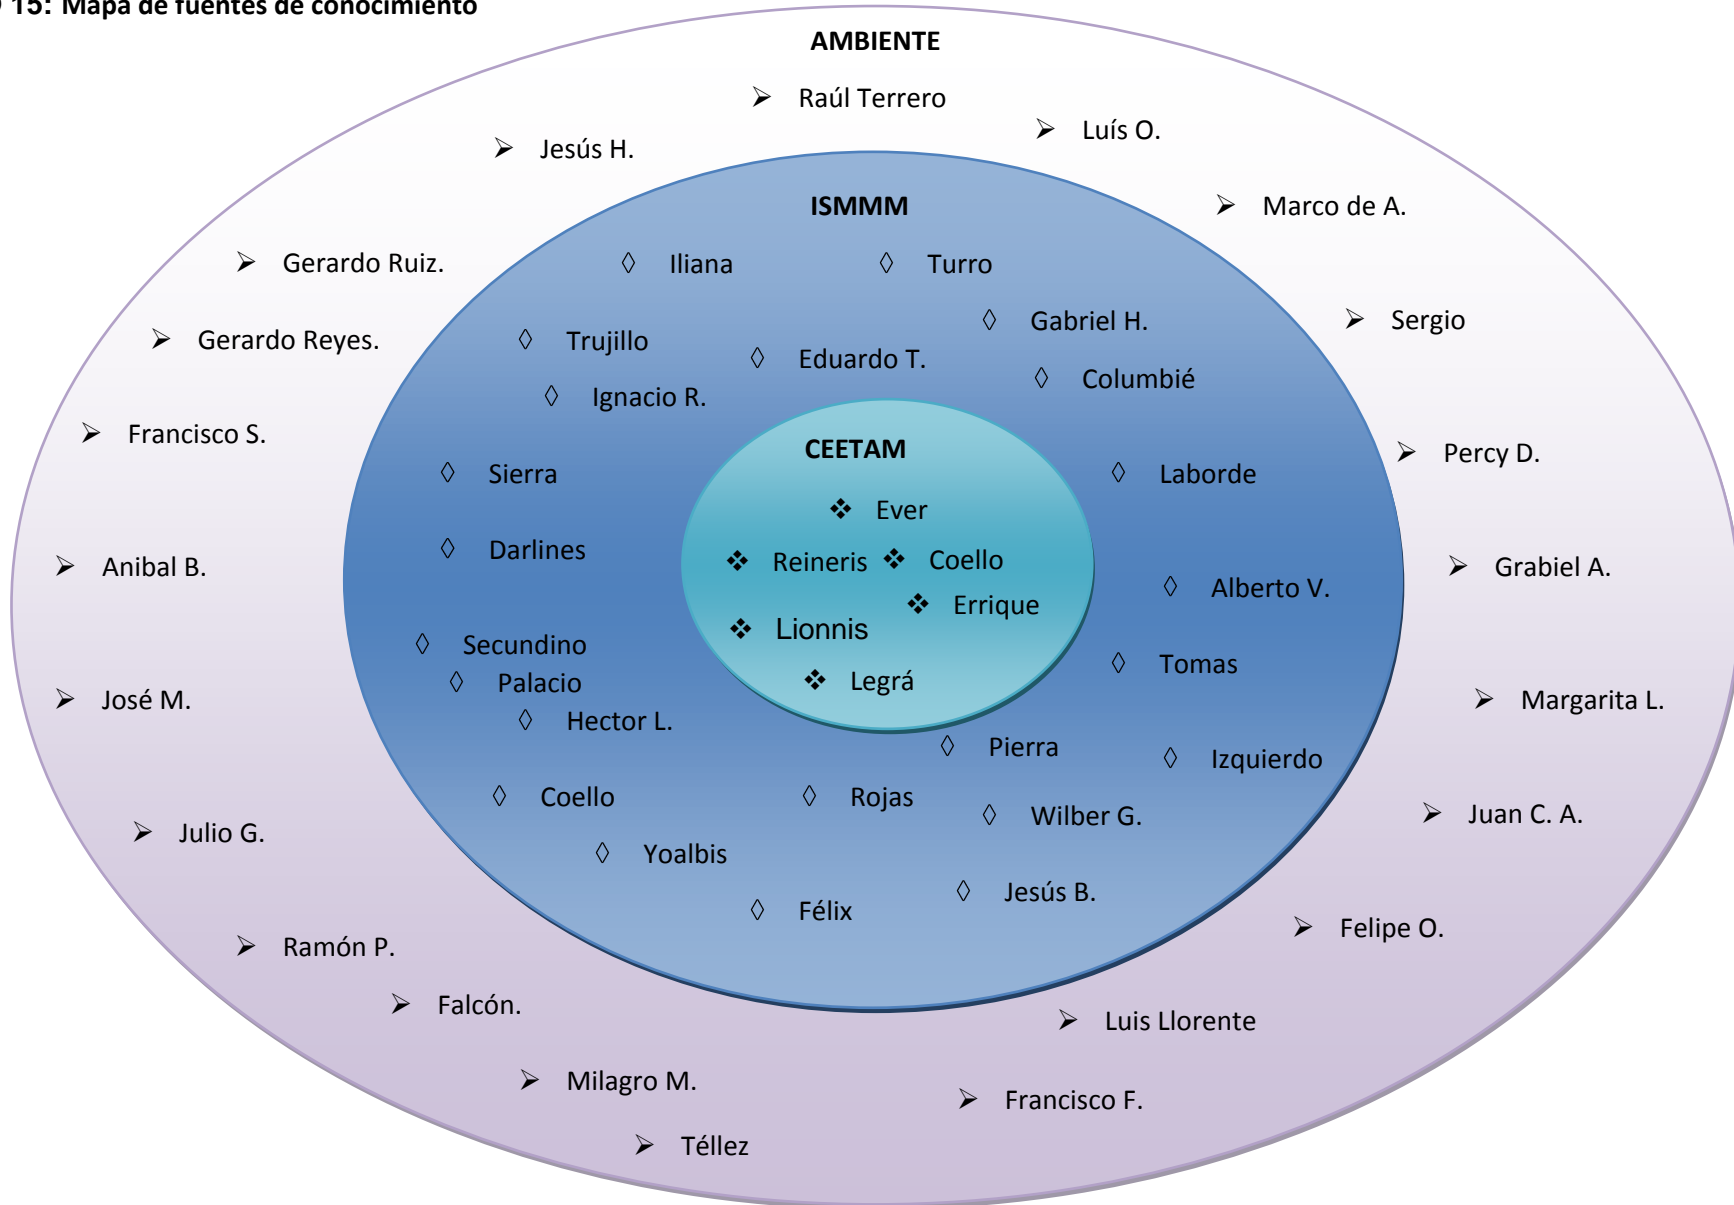 15: Mapa de fuentes de conocimiento
AMBIENTE
➢ Raúl Terrero
➢ Luís O.
➢ Jesús H.
➢ Marco de A.
➢ Gerardo Ruiz.
➢ Sergio
➢ Gerardo Reyes.
➢ Francisco S.
➢ Percy D.
➢ Anibal B.
➢ Grabiel A.
➢ José M.
➢ Margarita L.
➢ Juan C. A.
➢ Julio G.
➢ Felipe O.
➢ Ramón P.
➢ Falcón.
➢ Luis Llorente
➢ Milagro M.
➢ Francisco F.
➢ Téllez
ISMMM
◊ Iliana
◊ Turro
◊ Gabriel H.
◊ Trujillo
◊ Eduardo T.
◊ Columbié
◊ Ignacio R.
◊ Sierra
◊ Laborde
◊ Darlines
◊ Alberto V.
◊ Secundino
◊ Tomas
◊ Palacio
◊ Hector L.
◊ Pierra
◊ Izquierdo
◊ Coello
◊ Rojas
◊ Wilber G.
◊ Yoalbis
◊ Jesús B.
◊ Félix
CEETAM
❖ Ever
❖ Reineris
❖ Coello
❖ Errique
❖ Lionnis
❖ Legrá